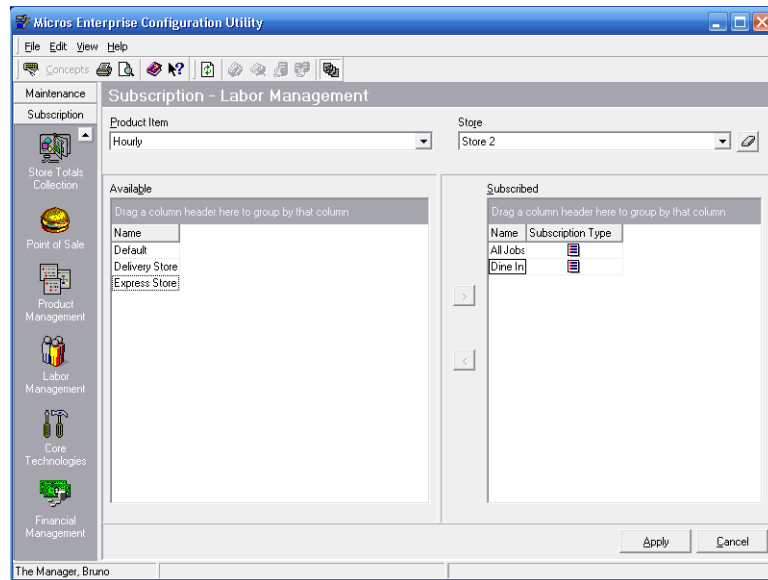 Micros Enterprise Configuration Utility
File Edit View Help
Concepts
Maintenance
Subscription
Subscription - Labor Management
Product Item
Hourly
Store
Store 2
Store Totals
Collection
Point of Sale
Product
Management
Labor
Management
Core
Technologies
Financial
Management
Available
Drag a column header here to group by that column
Name
Default
Delivery Store
Express Store
>
<
Subscribed
Drag a column header here to group by that column
Name Subscription Type
All Jobs
Dine In
Apply Cancel
The Manager, Bruno